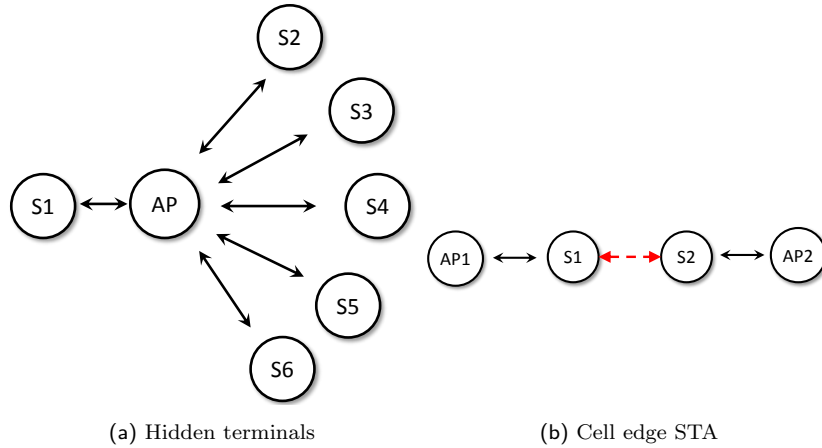 S2
S3
S1 AP S4
S5
S6
AP1 S1 S2 AP2
(a) Hidden terminals
(b) Cell edge STA